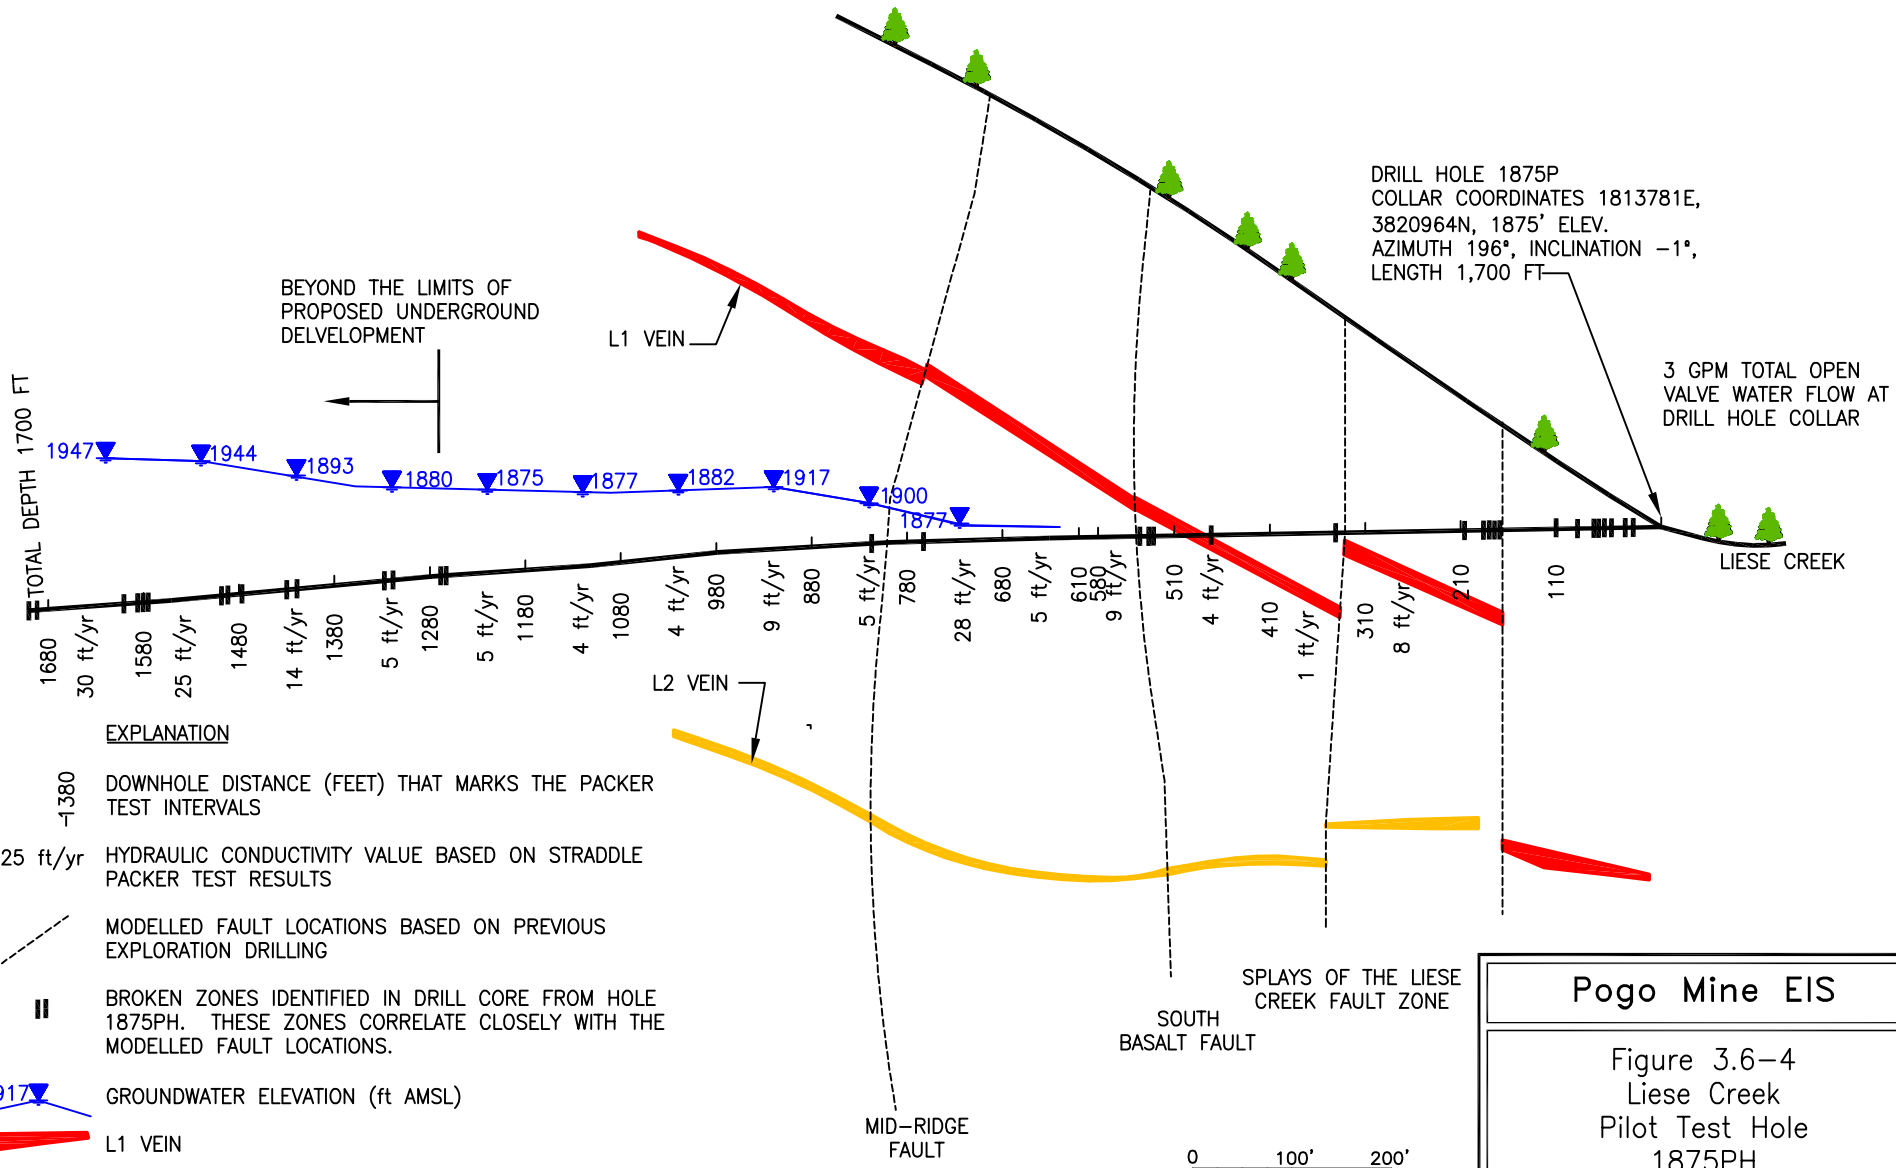 DRILL HOLE 1875P
COLLAR COORDINATES 1813781E,
3820964N, 1875' ELEV.
AZIMUTH 196°, INCLINATION -1°,
LENGTH 1,700 FT
BEYOND THE LIMITS OF
PROPOSED UNDERGROUND
DELVELOPMENT
L1 VEIN
3 GPM TOTAL OPEN
VALVE WATER FLOW AT
DRILL HOLE COLLAR
TOTAL DEPTH 1700 FT
1947
1944
1893
1880
1875
1877
1882
1917
1900
1877
LIESE CREEK
1680
30 ft/yr
1580
25 ft/yr
1480
14 ft/yr
1380
5 ft/yr
1280
5 ft/yr
1180
4 ft/yr
1080
4 ft/yr
980
9 ft/yr
880
5 ft/yr
780
28 ft/yr
680
5 ft/yr
610
580
9 ft/yr
510
4 ft/yr
410
1 ft/yr
310
8 ft/yr
210
110
L2 VEIN
EXPLANATION
-1380
DOWNHOLE DISTANCE (FEET) THAT MARKS THE PACKER
TEST INTERVALS
25 ft/yr
HYDRAULIC CONDUCTIVITY VALUE BASED ON STRADDLE
PACKER TEST RESULTS
MODELLED FAULT LOCATIONS BASED ON PREVIOUS
EXPLORATION DRILLING
BROKEN ZONES IDENTIFIED IN DRILL CORE FROM HOLE
1875PH. THESE ZONES CORRELATE CLOSELY WITH THE
MODELLED FAULT LOCATIONS.
917
GROUNDWATER ELEVATION (ft AMSL)
L1 VEIN
MID-RIDGE
FAULT
SOUTH
BASALT FAULT
SPLAYS OF THE LIESE
CREEK FAULT ZONE
0 100' 200'
Pogo Mine EIS
Figure 3.6-4
Liese Creek
Pilot Test Hole
1875PH